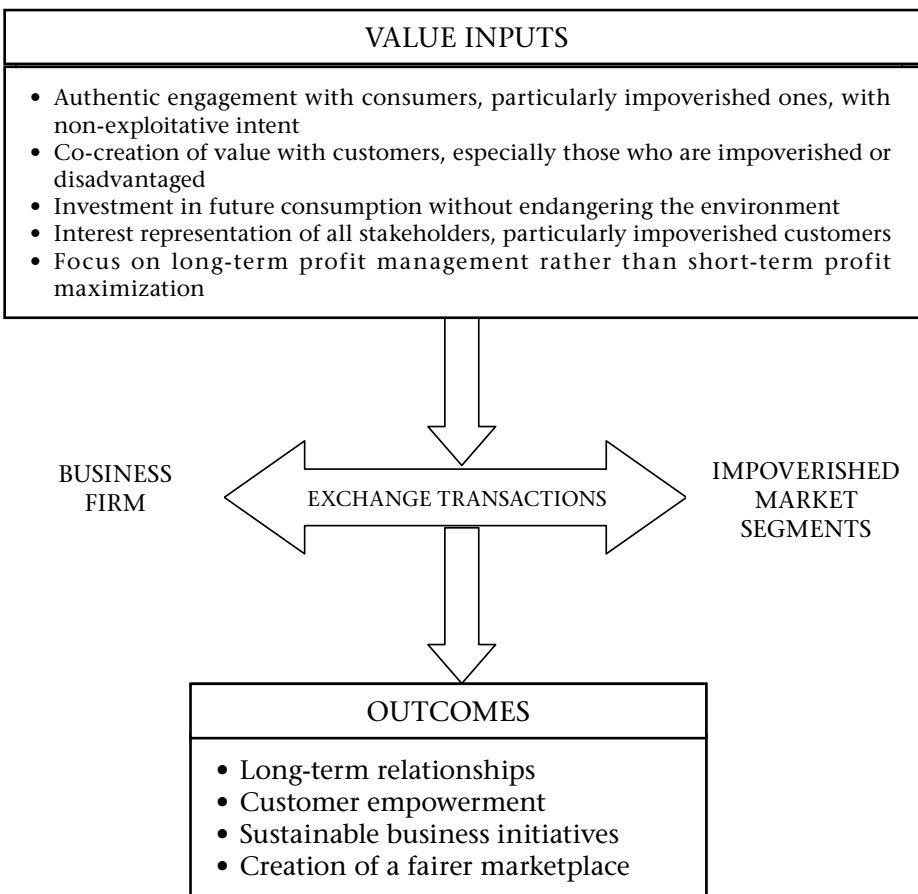 VALUE INPUTS
• Authentic engagement with consumers, particularly impoverished ones, with
non-exploitative intent
• Co-creation of value with customers, especially those who are impoverished or
disadvantaged
• Investment in future consumption without endangering the environment
• Interest representation of all stakeholders, particularly impoverished customers
• Focus on long-term profit management rather than short-term profit
maximization
BUSINESS
FIRM
EXCHANGE TRANSACTIONS
IMPOVERISHED
MARKET
SEGMENTS
OUTCOMES
• Long-term relationships
• Customer empowerment
• Sustainable business initiatives
• Creation of a fairer marketplace